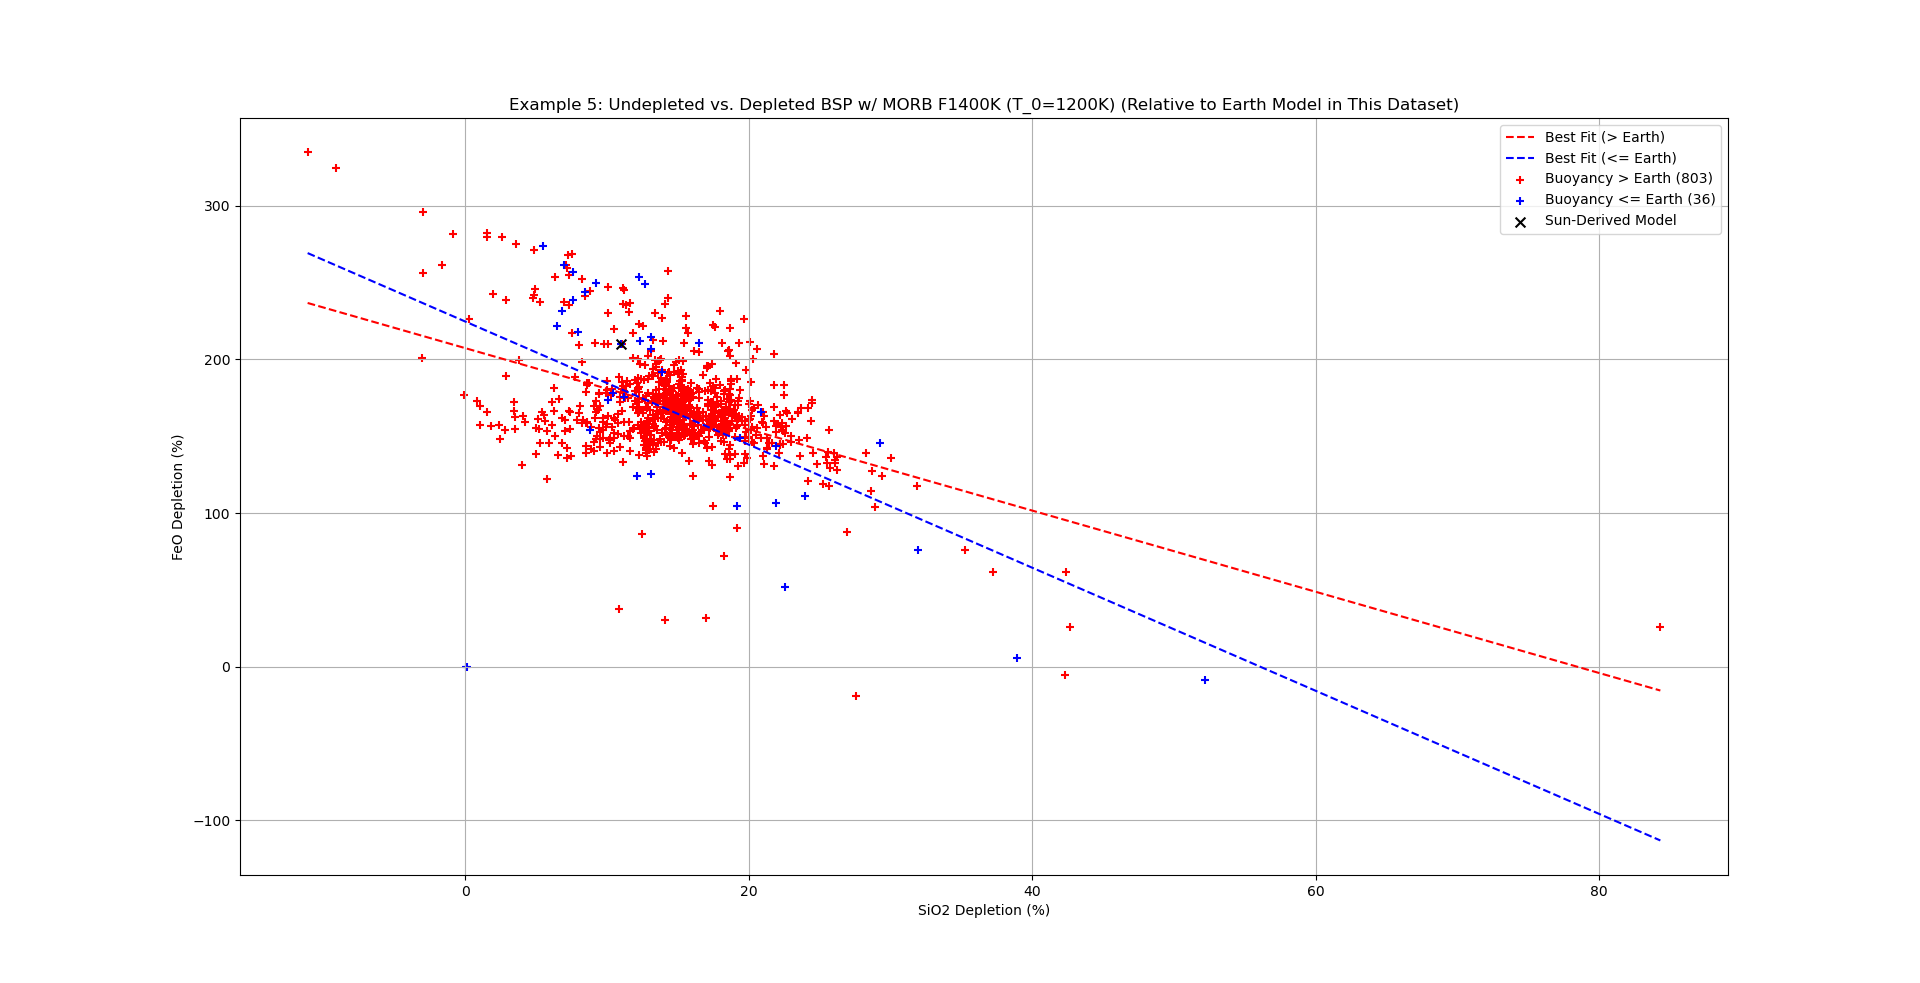 Example 5: Undepleted vs. Depleted BSP w/ MORB F1400K (T_0=1200K) (Relative to Earth Model in This Dataset)
Best Fit (> Earth)
Best Fit (<= Earth)
Buoyancy > Earth (803)
Buoyancy <= Earth (36)
Sun-Derived Model
FeO Depletion (%)
300
200
100
0
−100
0 20 40 60 80
SiO2 Depletion (%)